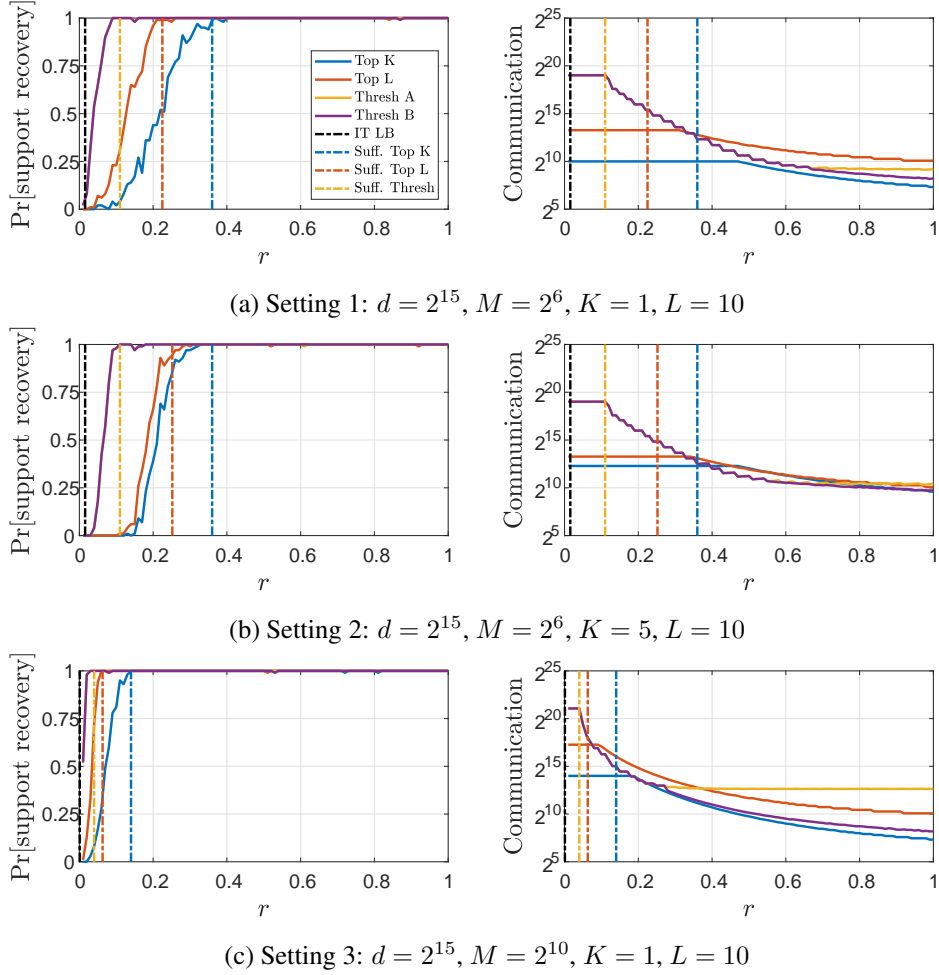 Pr[support recovery]
1
0.75
0.5
0.25
0
0 0.2 0.4 0.6 0.8 1
r
Top K
Top L
Thresh A
Thresh B
IT LB
Suff. Top K
Suff. Top L
Suff. Thresh
Communication
2^25
2^20
2^15
2^10
2^5
0 0.2 0.4 0.6 0.8 1
r
(a) Setting 1: d = 2^15, M = 2^6, K = 1, L = 10
Pr[support recovery]
1
0.75
0.5
0.25
0
0 0.2 0.4 0.6 0.8 1
r
Communication
2^25
2^20
2^15
2^10
2^5
0 0.2 0.4 0.6 0.8 1
r
(b) Setting 2: d = 2^15, M = 2^6, K = 5, L = 10
Pr[support recovery]
1
0.75
0.5
0.25
0
0 0.2 0.4 0.6 0.8 1
r
Communication
2^25
2^20
2^15
2^10
2^5
0 0.2 0.4 0.6 0.8 1
r
(c) Setting 3: d = 2^15, M = 2^10, K = 1, L = 10